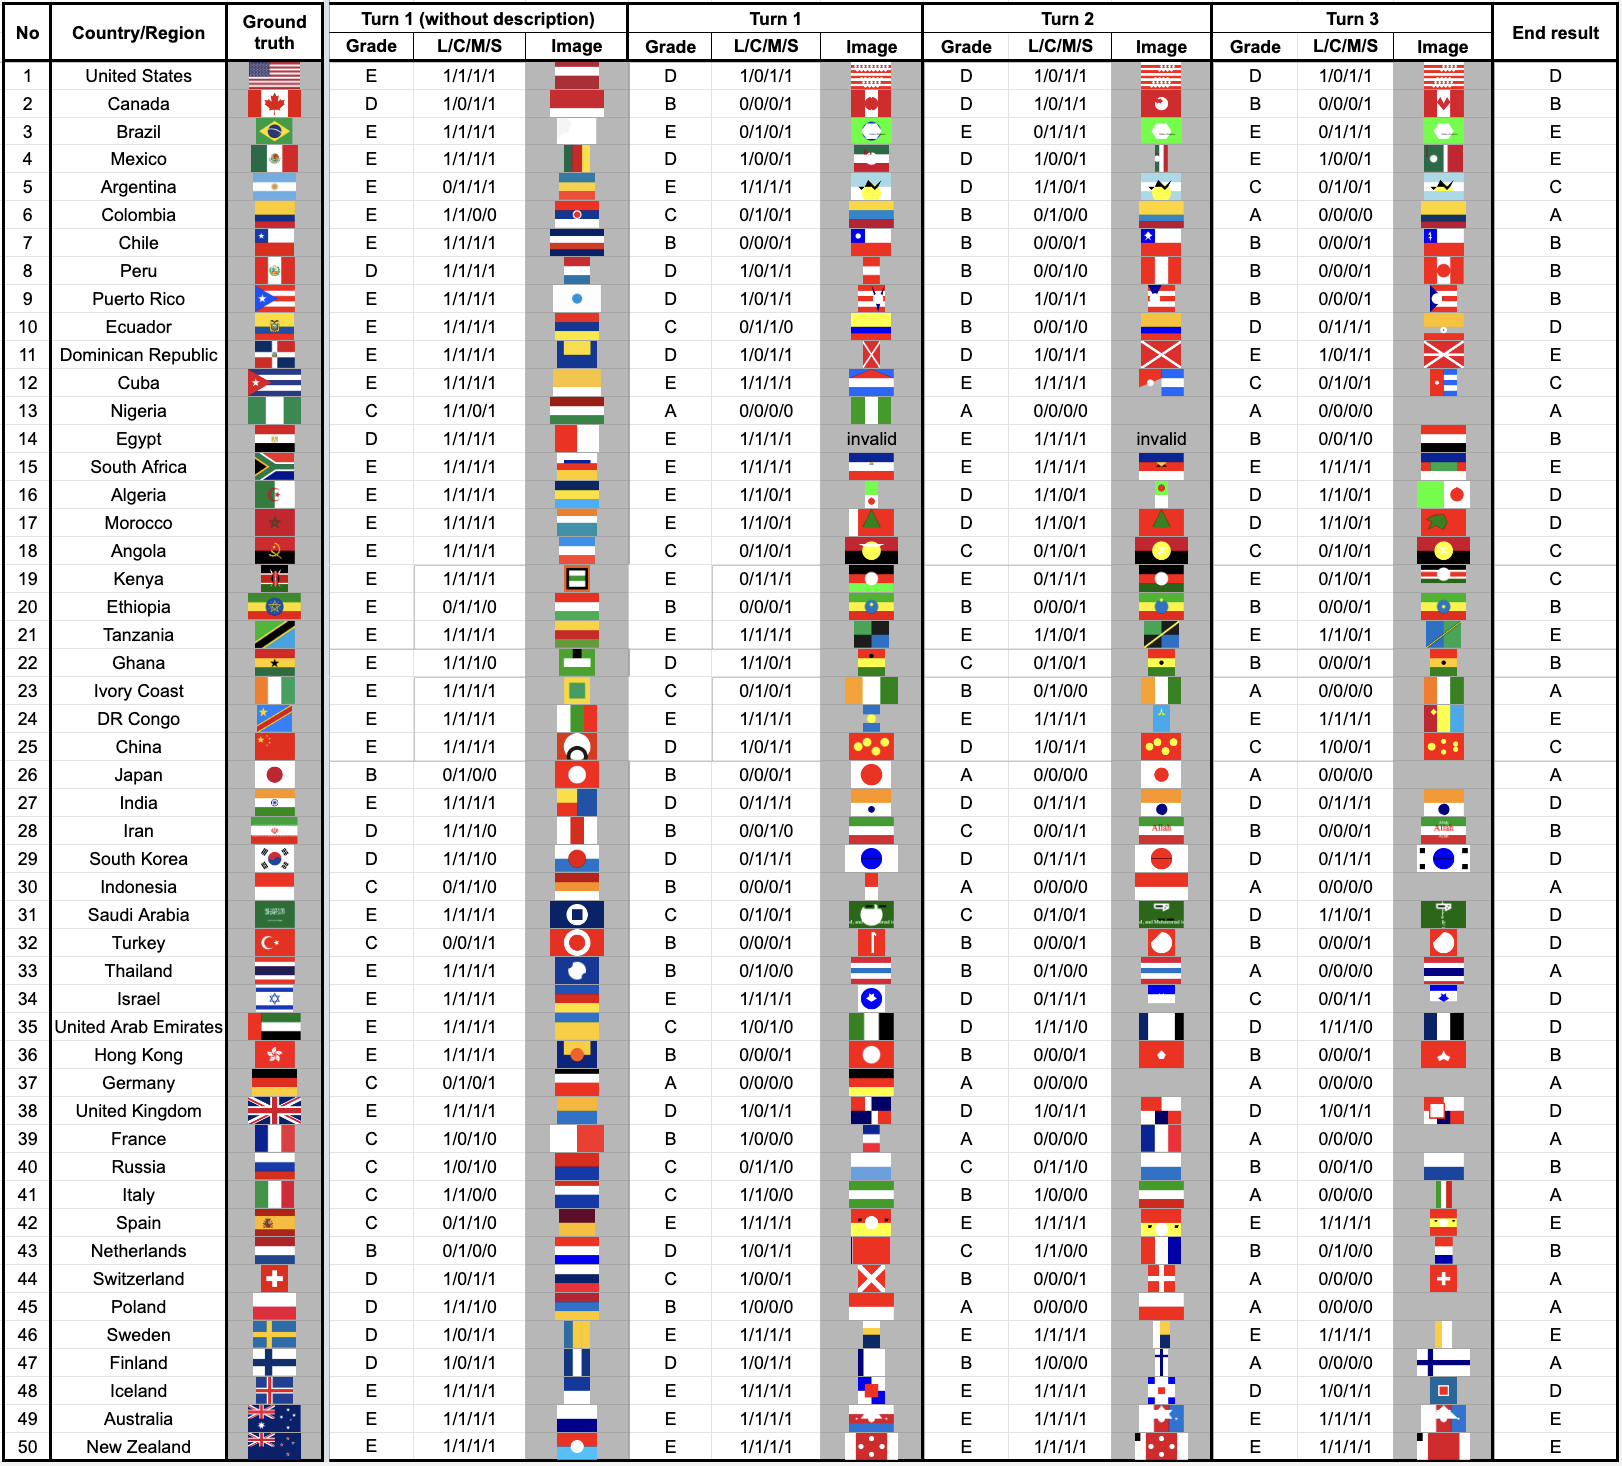 No Country/Region Ground truth Turn 1 (without description) Turn 1 Turn 2 Turn 3 End result
Grade L/C/M/S Image Grade L/C/M/S Image Grade L/C/M/S Image Grade L/C/M/S Image
1 United States E 1/1/1/1 D 1/0/1/1 D 1/0/1/1 D 1/0/1/1 D
2 Canada D 1/0/1/1 B 0/0/0/1 D 1/0/1/1 B 0/0/0/1 B
3 Brazil E 1/1/1/1 E 0/1/0/1 E 0/1/1/1 E 0/1/1/1 E
4 Mexico E 1/1/1/1 D 1/0/0/1 D 1/0/0/1 E 1/0/0/1 E
5 Argentina E 0/1/1/1 E 1/1/1/1 D 1/1/0/1 C 0/1/0/1 C
6 Colombia E 1/1/0/0 C 0/1/0/1 B 0/1/0/0 A 0/0/0/0 A
7 Chile E 1/1/1/1 B 0/0/0/1 B 0/0/0/1 B 0/0/0/1 B
8 Peru D 1/1/1/1 D 1/0/1/1 B 0/0/1/0 B 0/0/0/1 B
9 Puerto Rico E 1/1/1/1 D 1/0/1/1 D 1/0/1/1 B 0/0/0/1 B
10 Ecuador E 1/1/1/1 C 0/1/1/0 B 0/0/1/0 D 0/1/1/1 D
11 Dominican Republic E 1/1/1/1 D 1/0/1/1 D 1/0/1/1 E 1/0/1/1 E
12 Cuba E 1/1/1/1 E 1/1/1/1 E 1/1/1/1 C 0/1/0/1 C
13 Nigeria C 1/1/0/1 A 0/0/0/0 A 0/0/0/0 A 0/0/0/0 A
14 Egypt D 1/1/1/1 E 1/1/1/1 invalid E 1/1/1/1 invalid B 0/0/1/0 B
15 South Africa E 1/1/1/1 E 1/1/1/1 E 1/1/1/1 E 1/1/1/1 E
16 Algeria E 1/1/1/1 E 1/1/0/1 D 1/1/0/1 D 1/1/0/1 D
17 Morocco E 1/1/1/1 E 1/1/0/1 D 1/1/0/1 D 1/1/0/1 D
18 Angola E 1/1/1/1 C 0/1/0/1 C 0/1/0/1 C 0/1/0/1 C
19 Kenya E 1/1/1/1 E 0/1/1/1 E 0/1/1/1 E 0/1/0/1 C
20 Ethiopia E 0/1/1/0 B 0/0/0/1 B 0/0/0/1 B 0/0/0/1 B
21 Tanzania E 1/1/1/1 E 1/1/1/1 E 1/1/0/1 E 1/1/0/1 E
22 Ghana E 1/1/1/0 D 1/1/0/1 C 0/1/0/1 B 0/0/0/1 B
23 Ivory Coast E 1/1/1/1 C 0/1/0/1 B 0/1/0/0 A 0/0/0/0 A
24 DR Congo E 1/1/1/1 E 1/1/1/1 E 1/1/1/1 E 1/1/1/1 E
25 China E 1/1/1/1 D 1/0/1/1 D 1/0/1/1 C 1/0/0/1 C
26 Japan B 0/1/0/0 B 0/0/0/1 A 0/0/0/0 A 0/0/0/0 A
27 India E 1/1/1/1 D 0/1/1/1 D 0/1/1/1 D 0/1/1/1 D
28 Iran D 1/1/1/0 B 0/0/1/0 C 0/0/1/1 Allah B 0/0/0/1 Allah B
29 South Korea D 1/1/1/0 D 0/1/1/1 D 0/1/1/1 D 0/1/1/1 D
30 Indonesia C 0/1/1/0 B 0/0/0/1 A 0/0/0/0 A 0/0/0/0 A
31 Saudi Arabia E 1/1/1/1 C 0/1/0/1 C 0/1/0/1 D 1/1/0/1 D
32 Turkey C 0/0/1/1 B 0/0/0/1 B 0/0/0/1 B 0/0/0/1 D
33 Thailand E 1/1/1/1 B 0/1/0/0 B 0/1/0/0 A 0/0/0/0 A
34 Israel E 1/1/1/1 E 1/1/1/1 D 0/1/1/1 C 0/0/1/1 D
35 United Arab Emirates E 1/1/1/1 C 1/0/1/0 D 1/1/1/0 D 1/1/1/0 D
36 Hong Kong E 1/1/1/1 B 0/0/0/1 B 0/0/0/1 B 0/0/0/1 B
37 Germany C 0/1/0/1 A 0/0/0/0 A 0/0/0/0 A 0/0/0/0 A
38 United Kingdom E 1/1/1/1 D 1/0/1/1 D 1/0/1/1 D 1/0/1/1 D
39 France C 1/0/1/0 B 1/0/0/0 A 0/0/0/0 A 0/0/0/0 A
40 Russia C 1/0/1/0 C 0/1/1/0 C 0/1/1/0 B 0/0/1/0 B
41 Italy C 1/1/0/0 C 1/1/0/0 B 1/0/0/0 A 0/0/0/0 A
42 Spain C 0/1/1/0 E 1/1/1/1 E 1/1/1/1 E 1/1/1/1 E
43 Netherlands B 0/1/0/0 D 1/0/1/1 C 1/1/0/0 B 0/1/0/0 B
44 Switzerland D 1/0/1/1 C 1/0/0/1 B 0/0/0/1 A 0/0/0/0 A
45 Poland D 1/1/1/0 B 1/0/0/0 A 0/0/0/0 A 0/0/0/0 A
46 Sweden D 1/0/1/1 E 1/1/1/1 E 1/1/1/1 E 1/1/1/1 E
47 Finland D 1/0/1/1 D 1/0/1/1 B 1/0/0/0 A 0/0/0/0 A
48 Iceland E 1/1/1/1 E 1/1/1/1 E 1/1/1/1 D 1/0/1/1 D
49 Australia E 1/1/1/1 E 1/1/1/1 E 1/1/1/1 E 1/1/1/1 E
50 New Zealand E 1/1/1/1 E 1/1/1/1 E 1/1/1/1 E 1/1/1/1 E